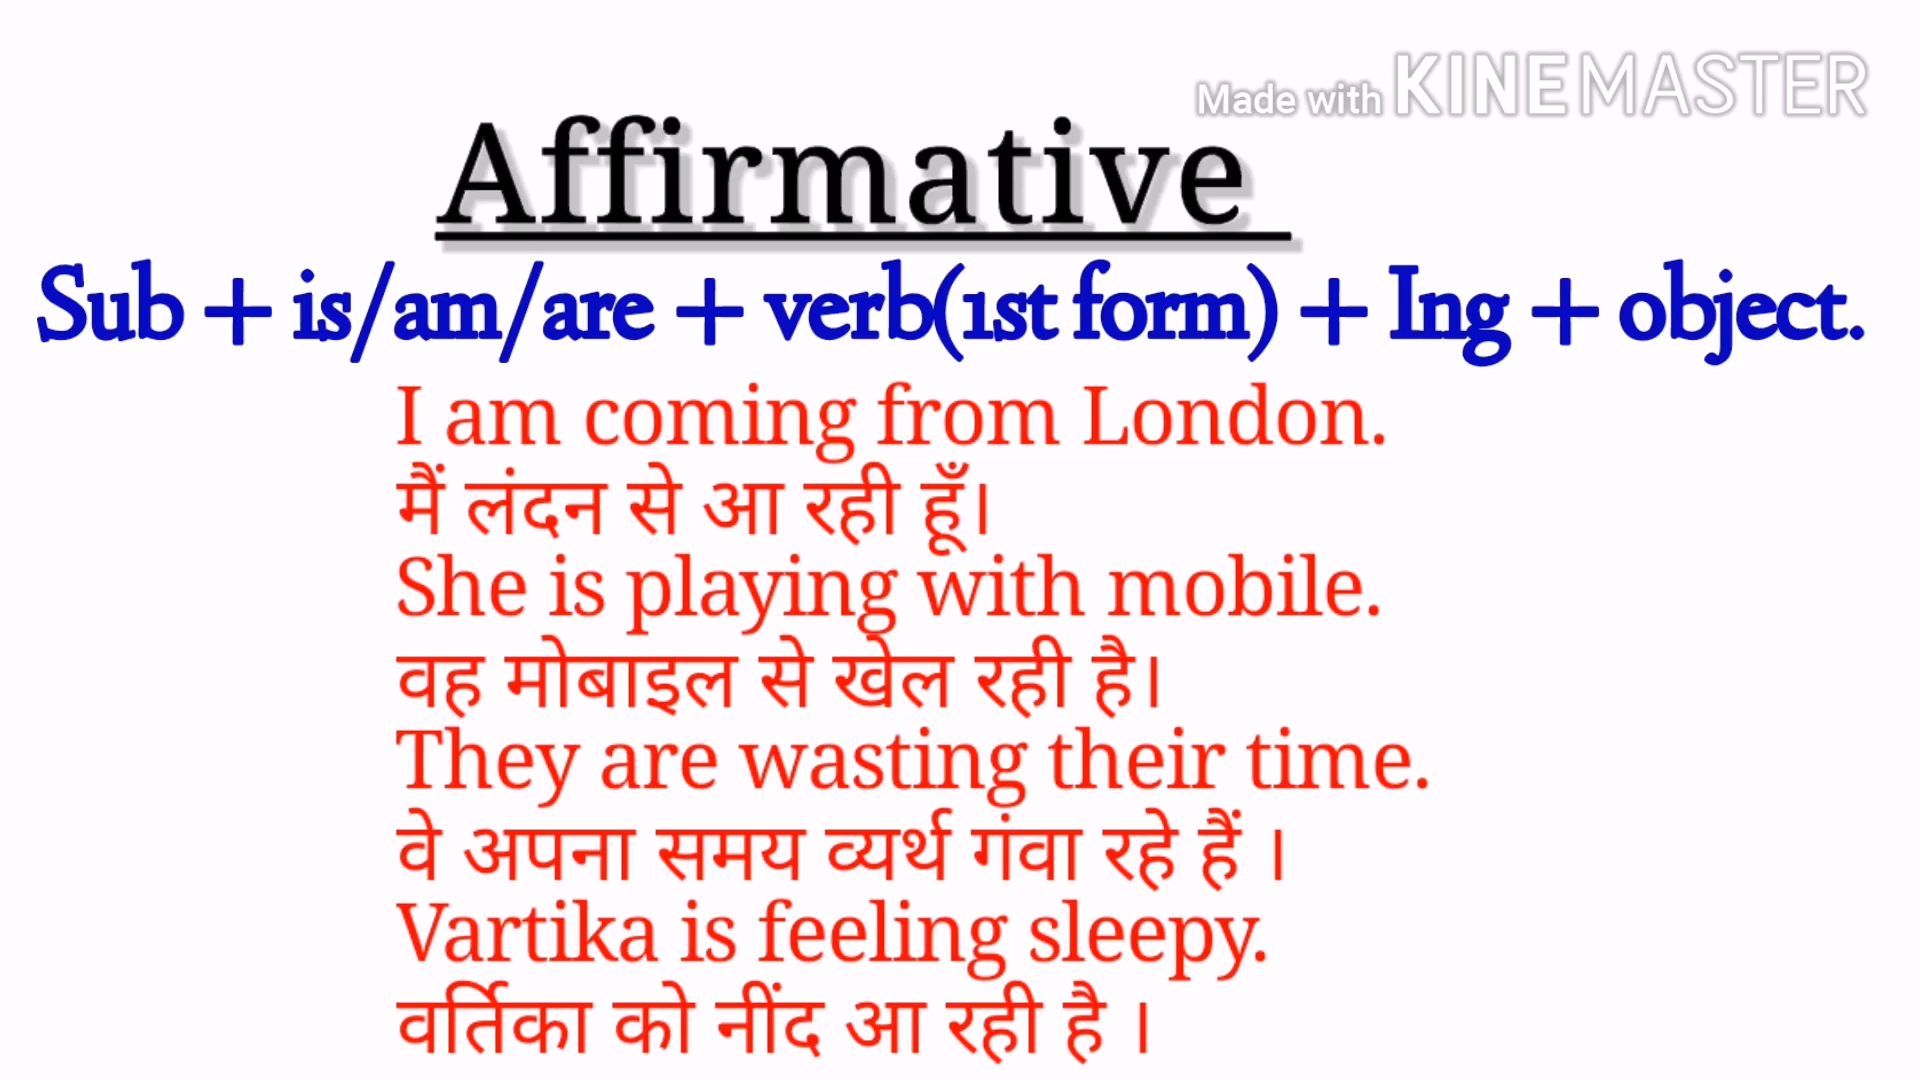 Made with KINEMASTER
Affirmative
Sub + is/am/are + verb(1st form) + Ing + object.
I am coming from London.
मैं लंदन से आ रही हूँ।
She is playing with mobile.
वह मोबाइल से खेल रही है।
They are wasting their time.
वे अपना समय व्यर्थ गंवा रहे हैं ।
Vartika is feeling sleepy.
वर्तिका को नींद आ रही है ।